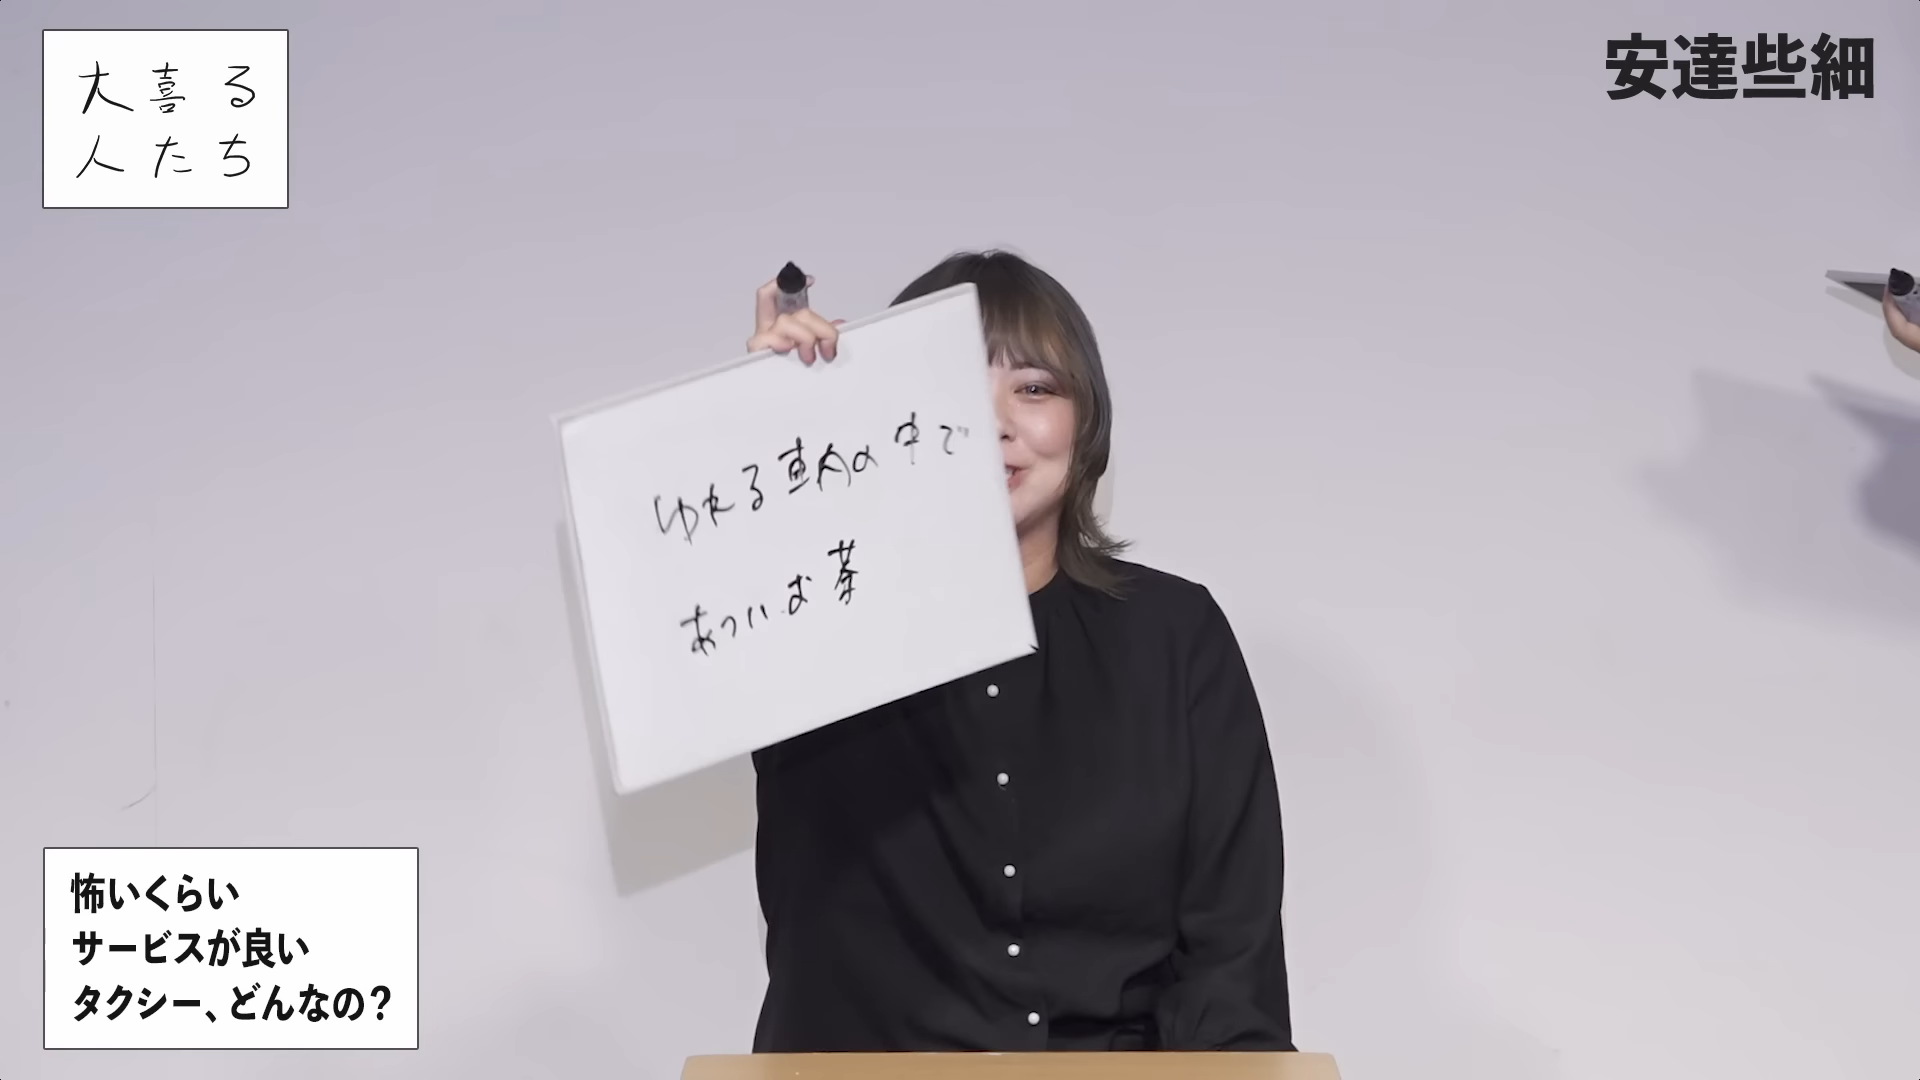 大喜る
人たち
安達些細
ゆれる車内の中で
あついお茶
怖いくらい
サービスが良い
タクシー、どんなの？